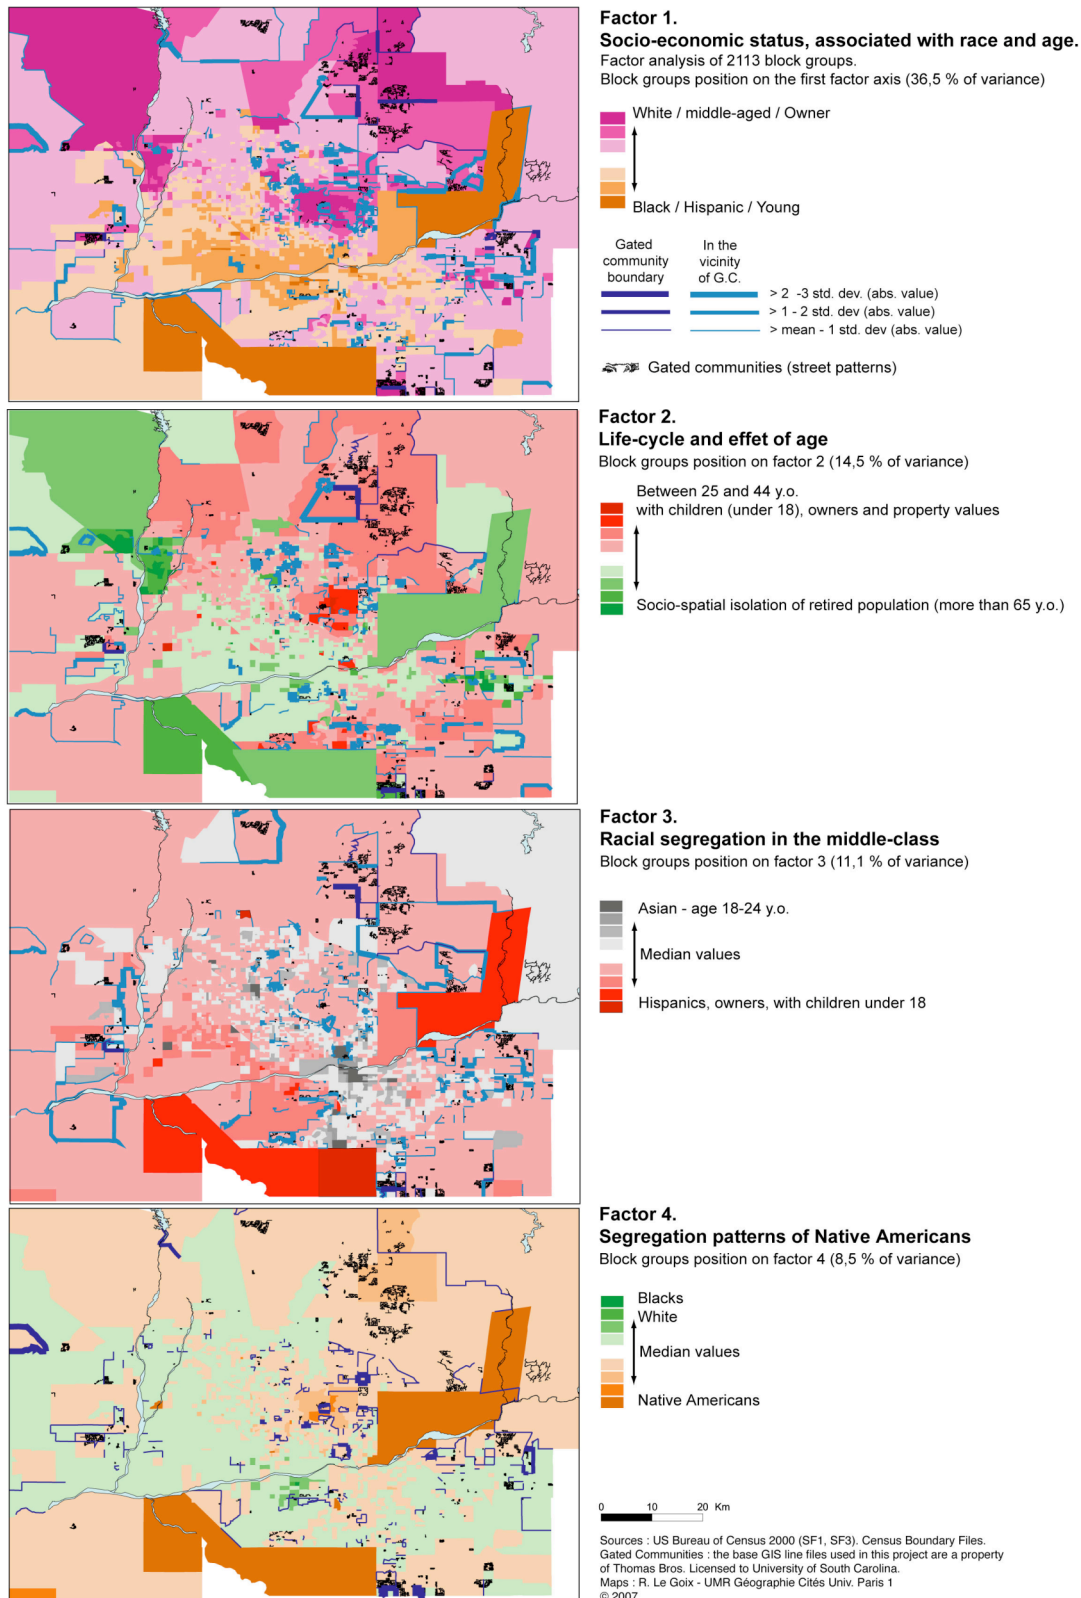 Factor 1.
Socio-economic status, associated with race and age.
Factor analysis of 2113 block groups.
Block groups position on the first factor axis (36,5 % of variance)
White / middle-aged / Owner
Black / Hispanic / Young
Gated
community
boundary
In the
vicinity
of G.C.
> 2 -3 std. dev. (abs. value)
> 1 - 2 std. dev (abs. value)
> mean - 1 std. dev (abs. value)
Gated communities (street patterns)
Factor 2.
Life-cycle and effet of age
Block groups position on factor 2 (14,5 % of variance)
Between 25 and 44 y.o.
with children (under 18), owners and property values
Socio-spatial isolation of retired population (more than 65 y.o.)
Factor 3.
Racial segregation in the middle-class
Block groups position on factor 3 (11,1 % of variance)
Asian - age 18-24 y.o.
Median values
Hispanics, owners, with children under 18
Factor 4.
Segregation patterns of Native Americans
Block groups position on factor 4 (8,5 % of variance)
Blacks
White
Median values
Native Americans
0 10 20 Km
Sources : US Bureau of Census 2000 (SF1, SF3). Census Boundary Files.
Gated Communities : the base GIS line files used in this project are a property
of Thomas Bros. Licensed to University of South Carolina.
Maps : R. Le Goix - UMR Géographie Cités Univ. Paris 1
© 2007